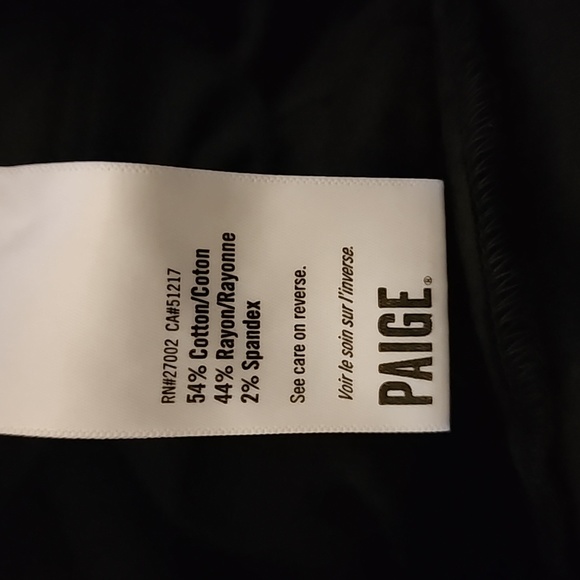 RN#27002 CA#51217
54% Cotton/Coton
44% Rayon/Rayonne
2% Spandex
See care on reverse.
Voir le soin sur l'inverse.
PAIGE®